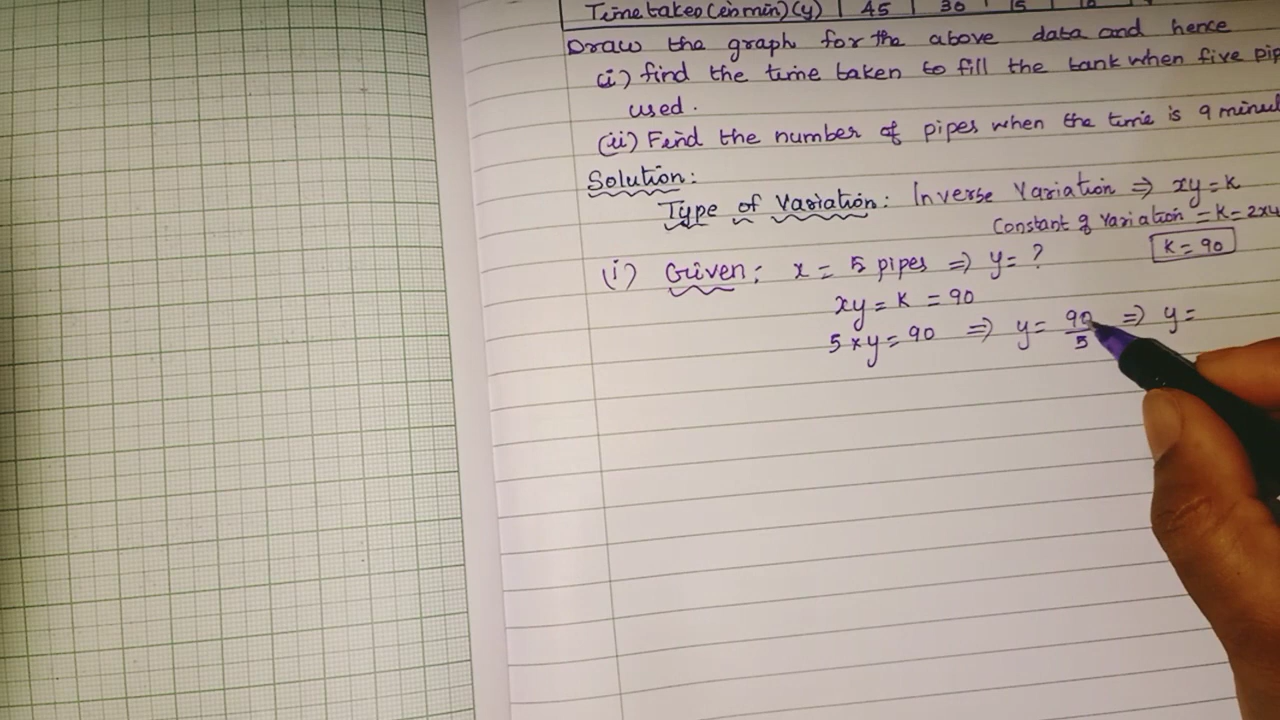 Time taken (in min) (y) | 45 | 30 | 15
Draw the graph for the above data and hence
(i) find the time taken to fill the tank when five pip
used.
(ii) Find the number of pipes when the time is 9 minut
Solution:
Type of Variation: Inverse Variation ⇒ xy = k
Constant of Variation = K = 2x4
K = 90
(i) Given: x = 5 pipes ⇒ y = ?
xy = K = 90
5 × y = 90 ⇒ y = 90/5 ⇒ y =